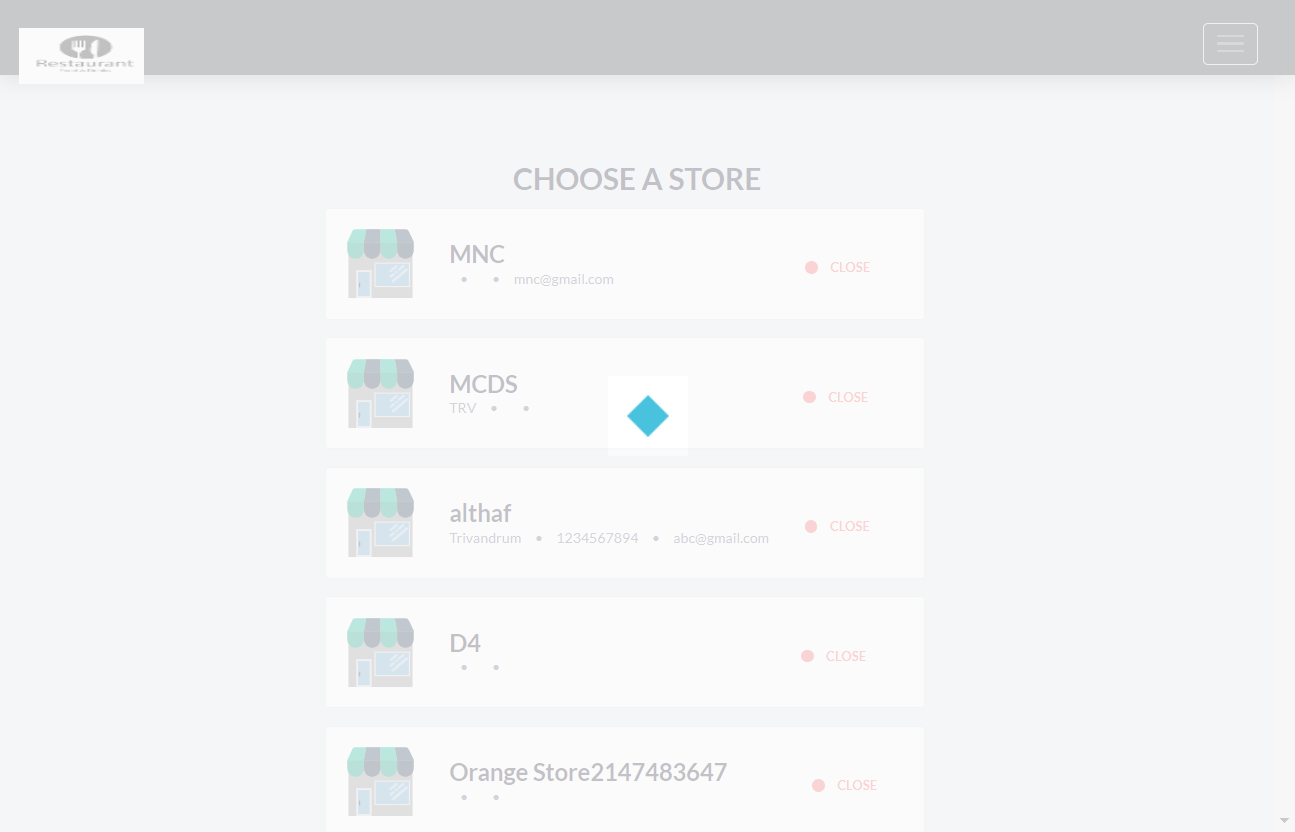 Restaurant
CHOOSE A STORE
MNC
• • mnc@gmail.com
CLOSE
MCDS
TRV • •
CLOSE
althaf
Trivandrum • 1234567894 • abc@gmail.com
CLOSE
D4
• •
CLOSE
Orange Store2147483647
• •
CLOSE